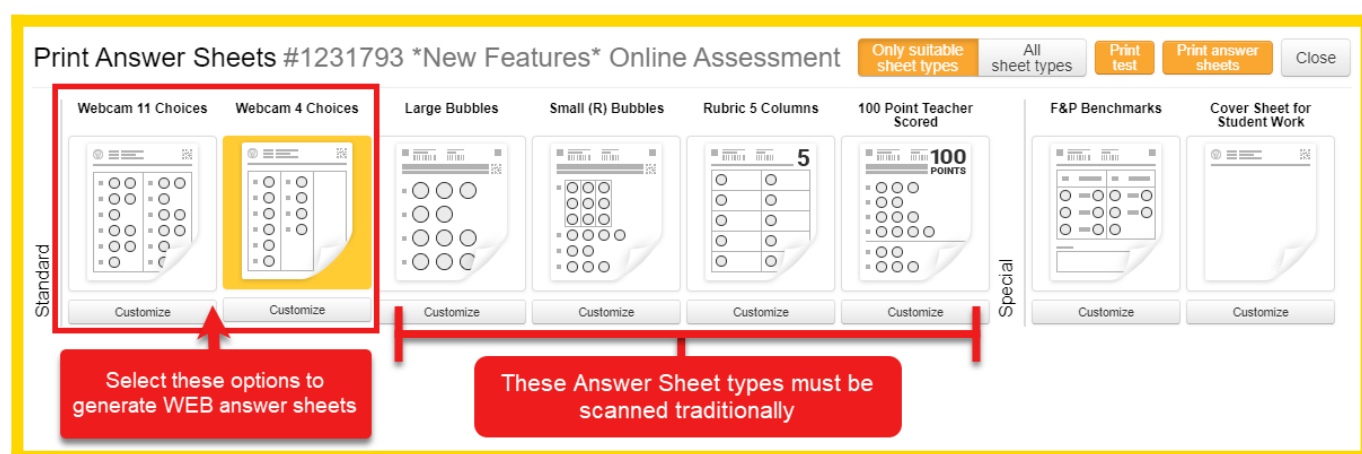 Print Answer Sheets #1231793 *New Features* Online Assessment
Only suitable
sheet types
All
sheet types
Print
test
Print answer
sheets
Close
Standard
Webcam 11 Choices
Webcam 4 Choices
Large Bubbles
Small (R) Bubbles
Rubric 5 Columns
5
100 Point Teacher
Scored
100
POINTS
Customize
Customize
Customize
Customize
Customize
Customize
Special
F&P Benchmarks
Cover Sheet for
Student Work
Customize
Customize
Select these options to
generate WEB answer sheets
These Answer Sheet types must be
scanned traditionally